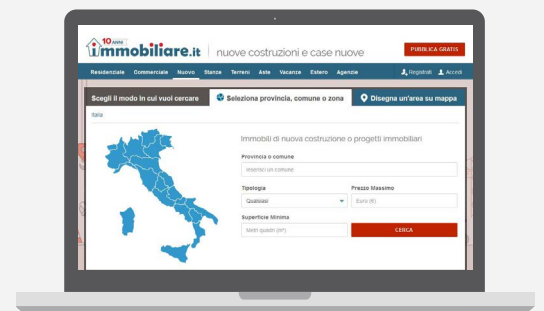 10 ANNI
immobiliare.it
nuove costruzioni e case nuove
PUBBLICA GRATIS
Residenziale Commerciale Nuovo Stanze Terreni Aste Vacanze Estero Agenzie
Registrati Accedi
Scegli il modo in cui vuoi cercare
Seleziona provincia, comune o zona
Disegna un'area su mappa
Italia
Immobili di nuova costruzione o progetti immobiliari
Provincia o comune
Inserisci un comune
Tipologia
Prezzo Massimo
Qualsiasi
Euro (€)
Superficie Minima
Metri quadri (m²)
CERCA